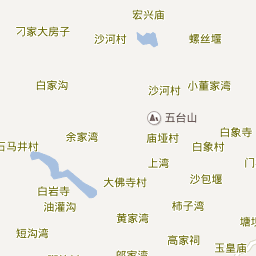 宏兴庙
刁家大房子
沙河村
螺丝堰
白家沟
沙河村
小董家湾
五台山
白象寺
余家湾
庙垭村
石马井村
白象村
上湾
门
大佛寺村
沙包堰
白岩寺
油灌沟
柿子湾
黄家湾
塘坝
短沟湾
高家祠
玉皇庙